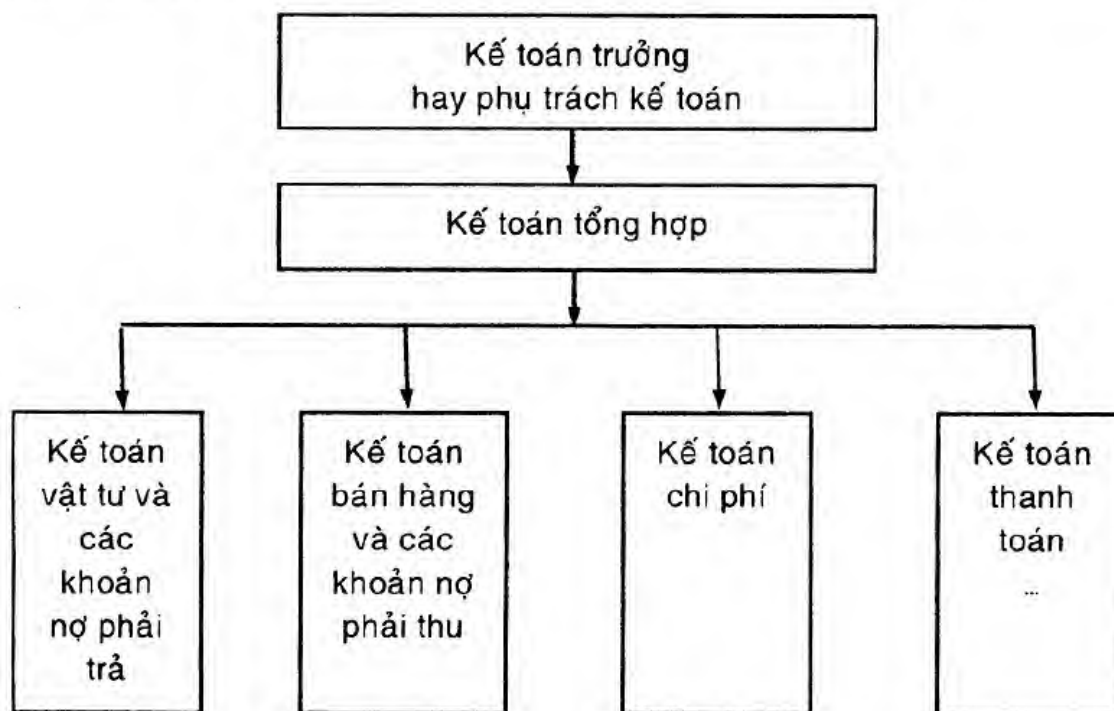 Kế toán trưởng
hay phụ trách kế toán
Kế toán tổng hợp
Kế toán
vật tư và
các
khoản
nợ phải
trả
Kế toán
bán hàng
và các
khoản nợ
phải thu
Kế toán
chi phí
Kế toán
thanh
toán
...